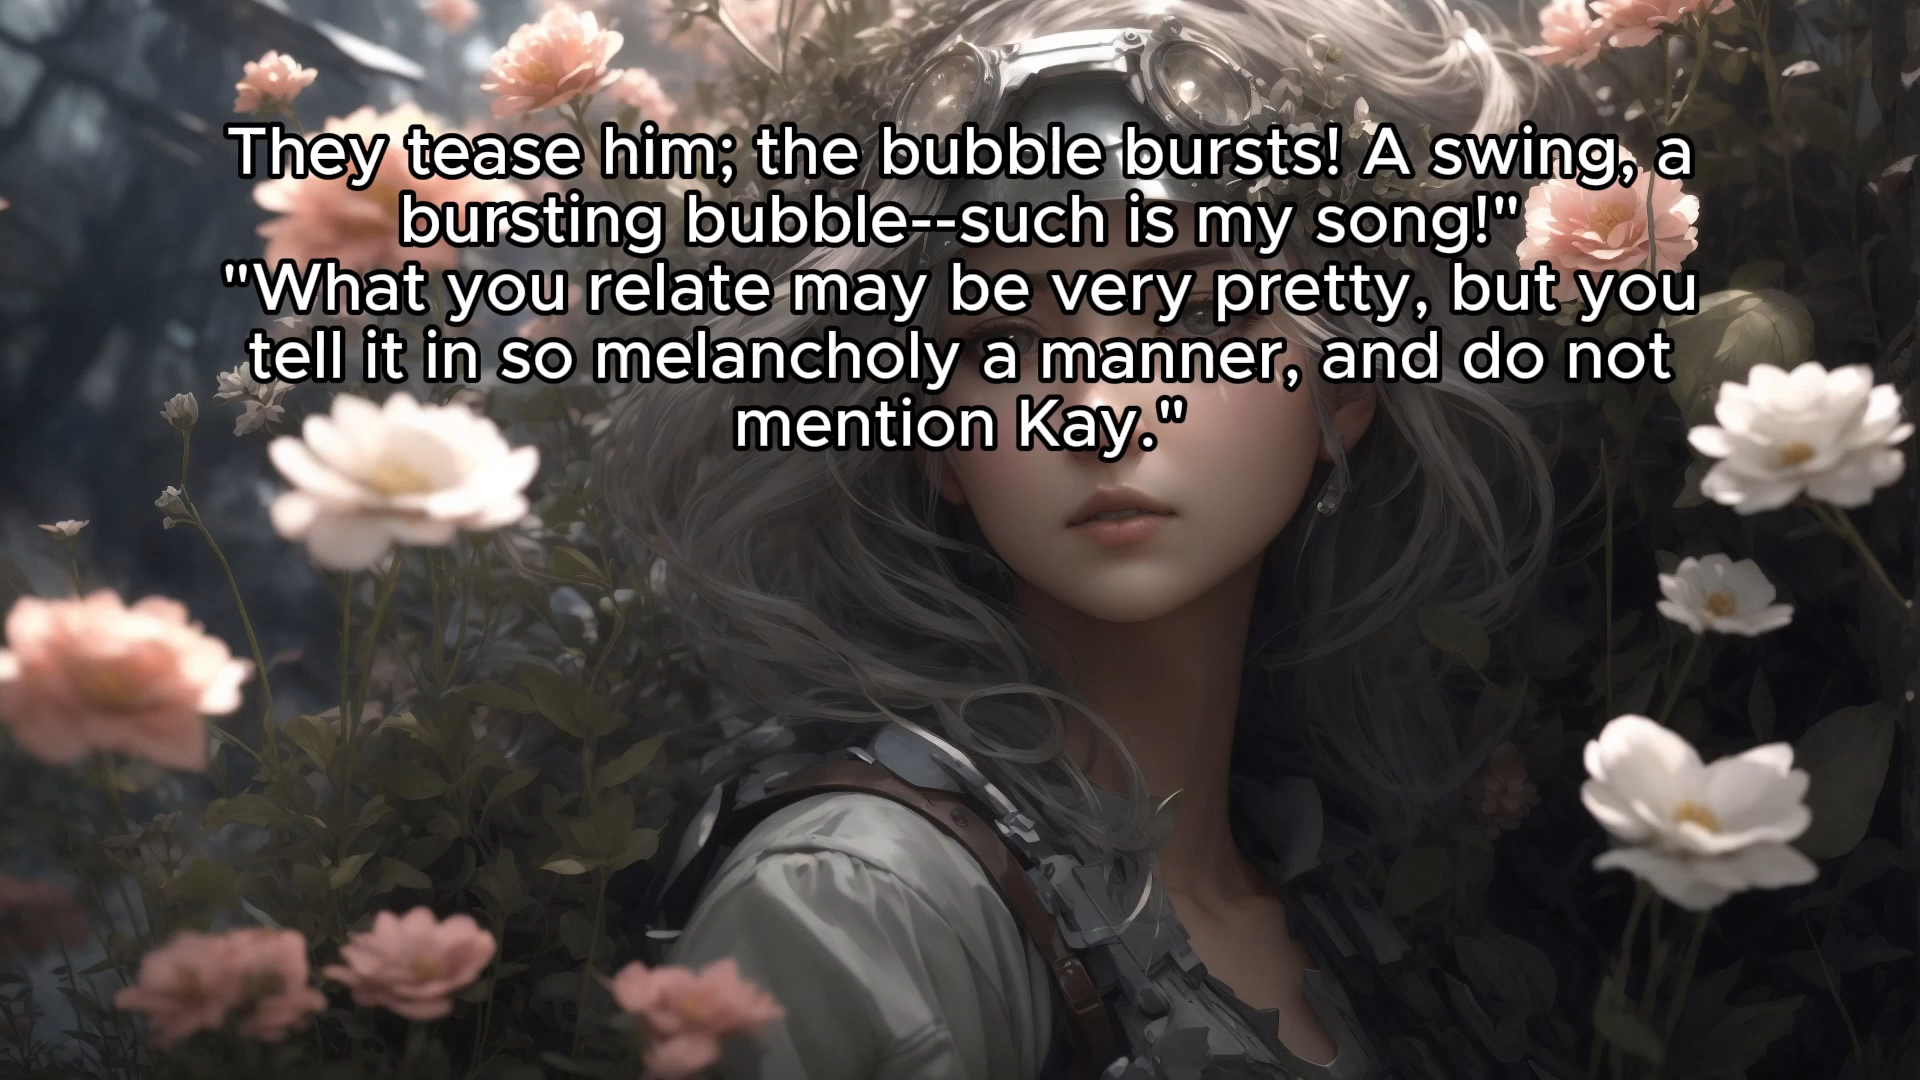 They tease him; the bubble bursts! A swing, a
bursting bubble--such is my song!"
"What you relate may be very pretty, but you
tell it in so melancholy a manner, and do not
mention Kay."